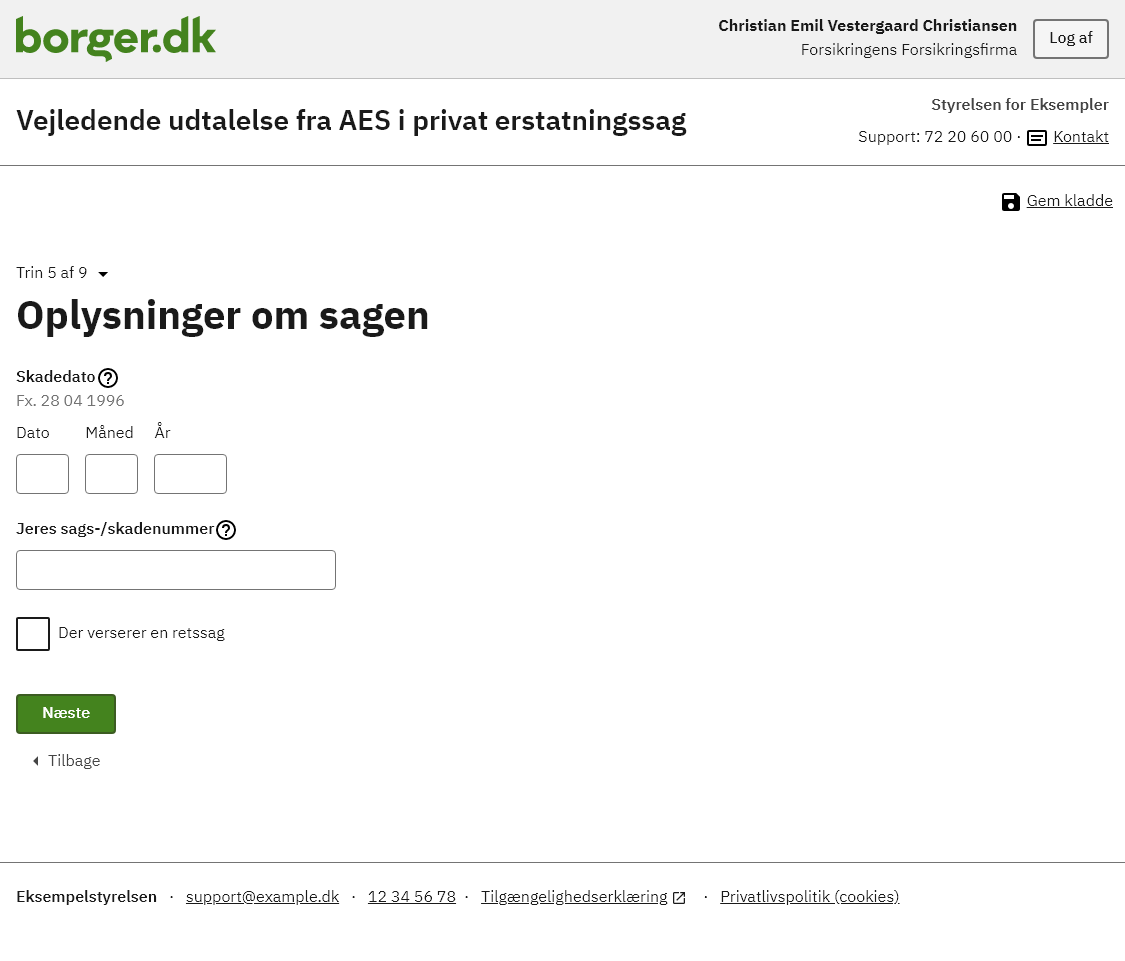 borger.dk
Christian Emil Vestergaard Christiansen
Forsikringens Forsikringsfirma
Log af
Vejledende udtalelse fra AES i privat erstatningssag
Styrelsen for Eksempler
Support: 72 20 60 00 · Kontakt
Gem kladde
Trin 5 af 9
Oplysninger om sagen
Skadedato
Fx. 28 04 1996
Dato Måned År
Jeres sags-/skadenummer
Der verserer en retssag
Næste
Tilbage
Eksempelstyrelsen · support@example.dk · 12 34 56 78 · Tilgængelighedserklæring · Privatlivspolitik (cookies)